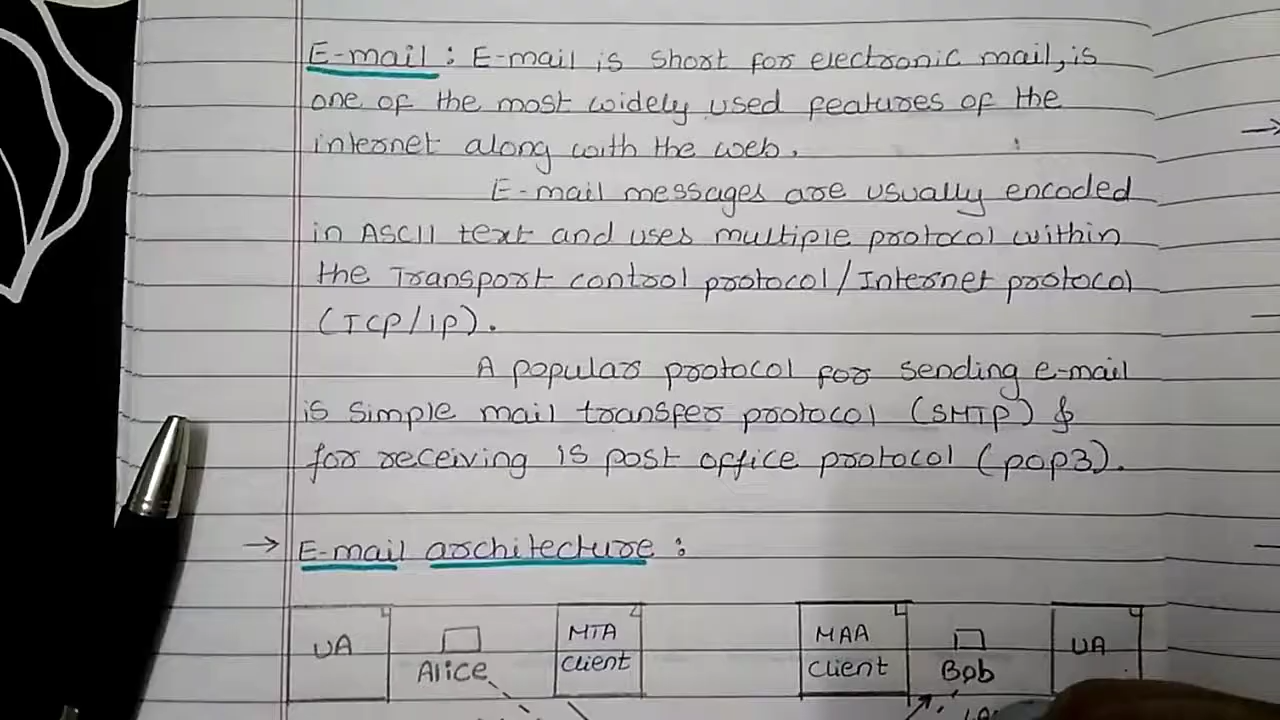 E-mail : E-mail is short for electronic mail, is
one of the most widely used features of the
internet along with the web.
E-mail messages are usually encoded
in ASCII text and uses multiple protocol within
the Transport control protocol/Internet protocol
(TCP/IP).
A popular protocol for sending e-mail
is simple mail transfer protocol (SMTP) &
for receiving is post office protocol (pop3).
→ E-mail architecture :
UA
Alice
MTA
client
MAA
client
Bob
UA